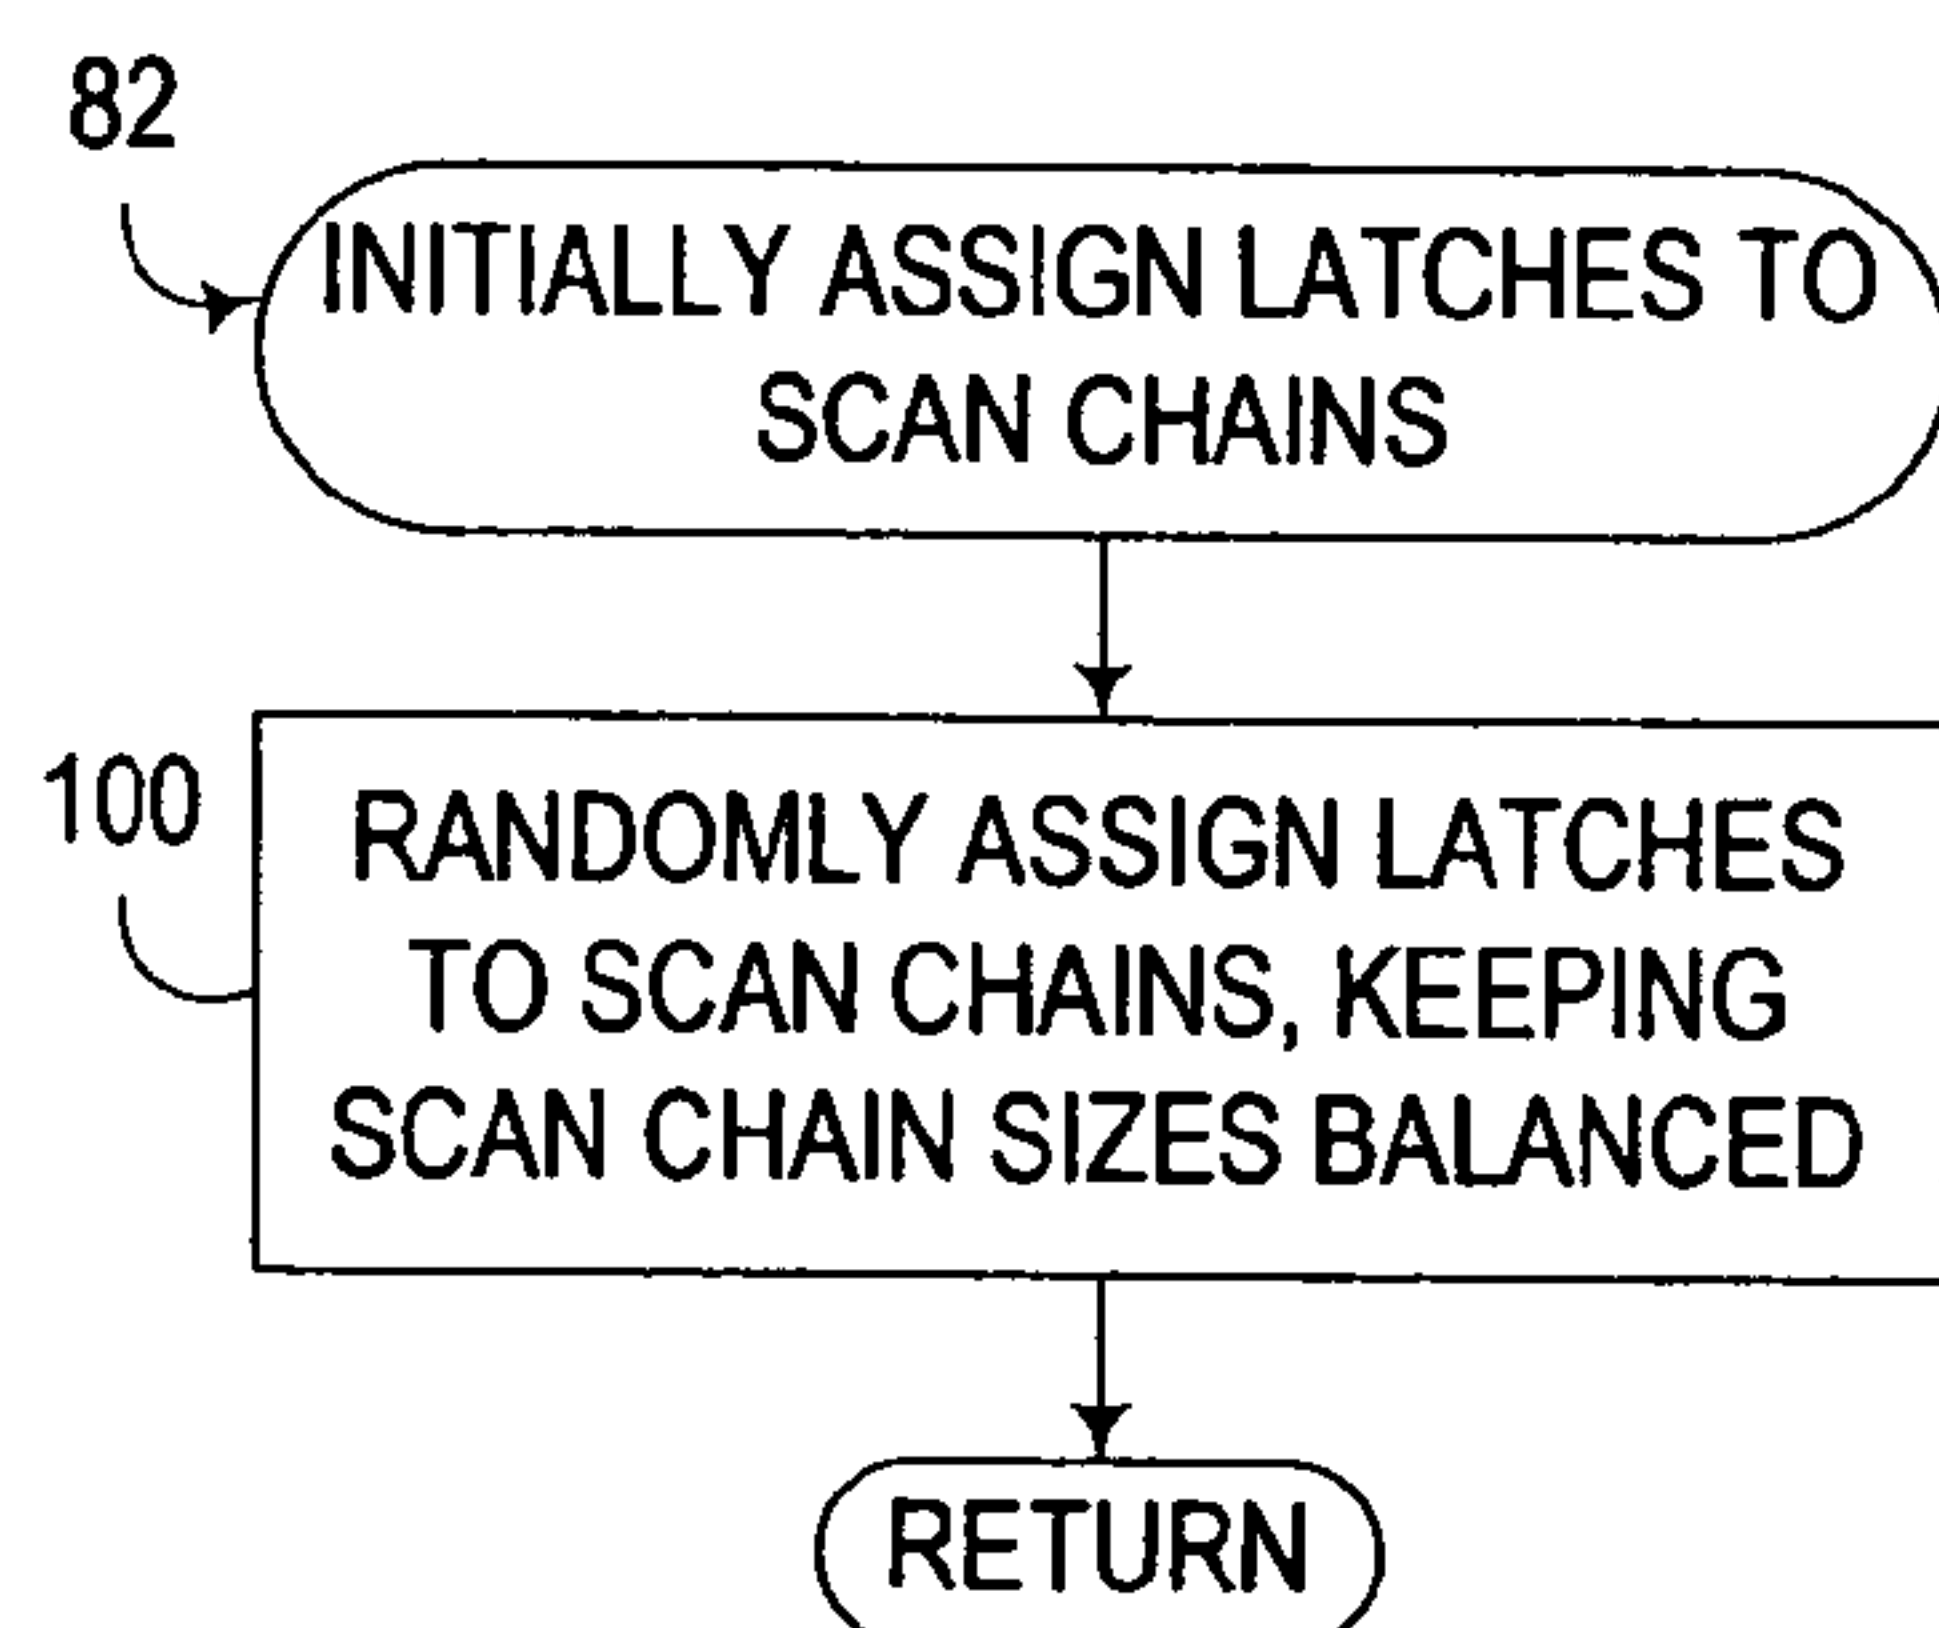 82
INITIALLY ASSIGN LATCHES TO
SCAN CHAINS
100
RANDOMLY ASSIGN LATCHES
TO SCAN CHAINS, KEEPING
SCAN CHAIN SIZES BALANCED
RETURN